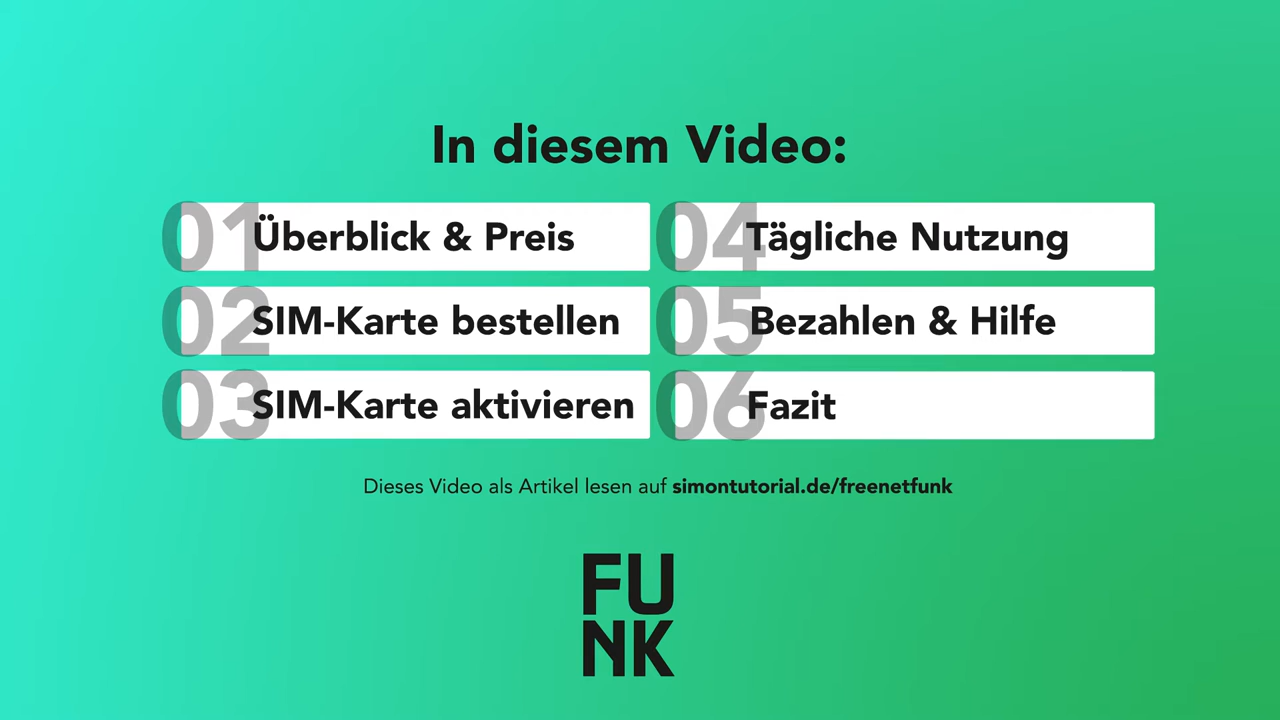 In diesem Video:
01 Überblick & Preis
02 SIM-Karte bestellen
03 SIM-Karte aktivieren
04 Tägliche Nutzung
05 Bezahlen & Hilfe
06 Fazit
Dieses Video als Artikel lesen auf simontutorial.de/freenetfunk
FU
NK